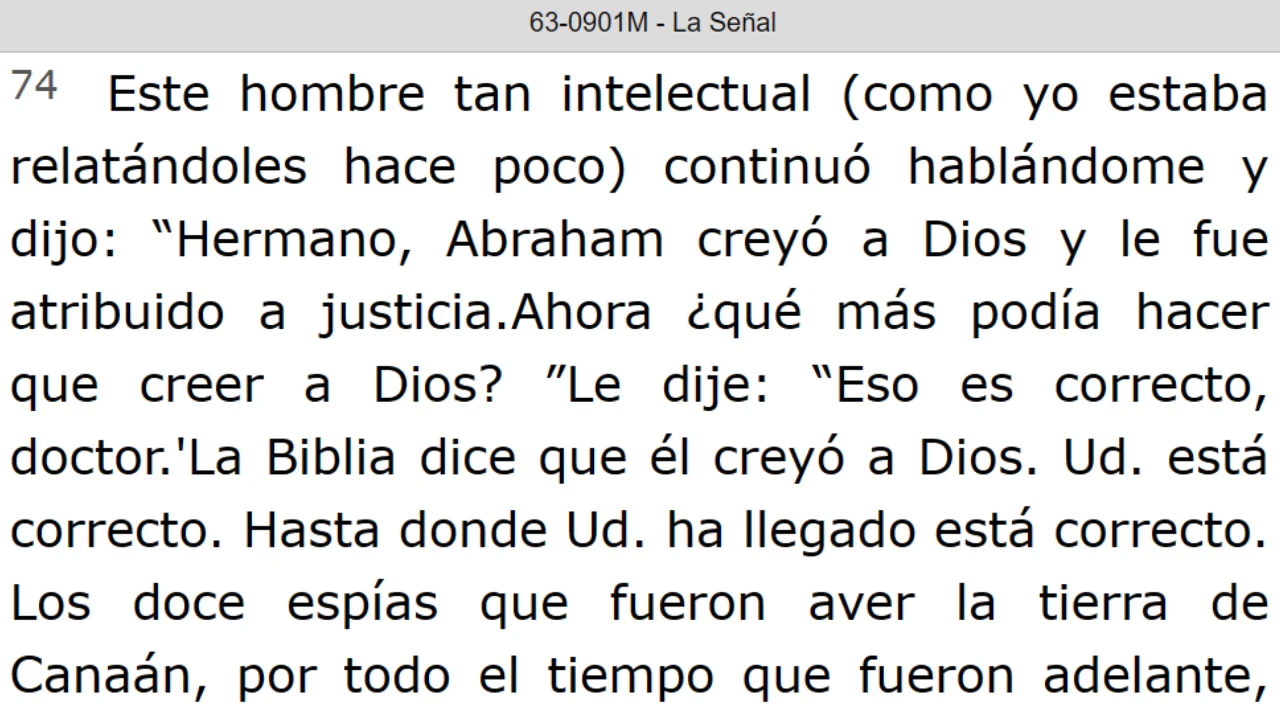 63-0901M - La Señal
74 Este hombre tan intelectual (como yo estaba
relatándoles hace poco) continuó hablándome y
dijo: “Hermano, Abraham creyó a Dios y le fue
atribuido a justicia.Ahora ¿qué más podía hacer
que creer a Dios? ”Le dije: “Eso es correcto,
doctor.'La Biblia dice que él creyó a Dios. Ud. está
correcto. Hasta donde Ud. ha llegado está correcto.
Los doce espías que fueron aver la tierra de
Canaán, por todo el tiempo que fueron adelante,